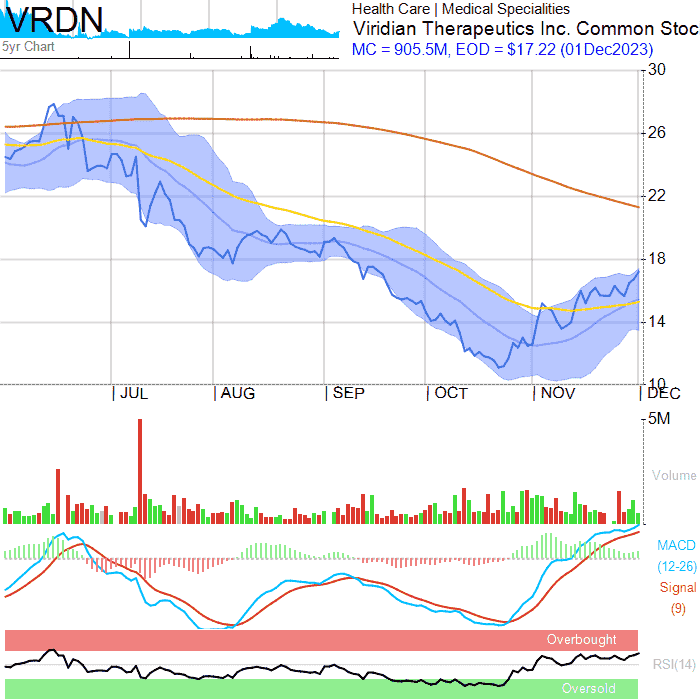 VRDN
5yr Chart
Health Care | Medical Specialities
Viridian Therapeutics Inc. Common Stoc
MC = 905.5M, EOD = $17.22 (01Dec2023)
30
26
22
18
14
10
JUL AUG SEP OCT NOV DEC
5M
Volume
MACD
(12-26)
Signal
(9)
Overbought
RSI(14)
Oversold